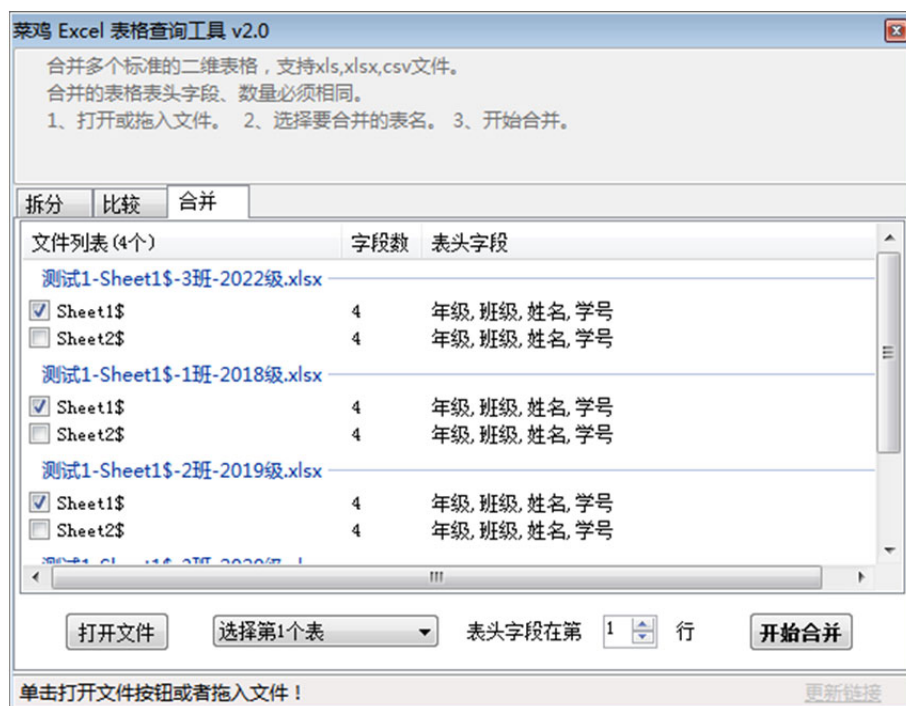 菜鸡 Excel 表格查询工具 v2.0
合并多个标准的二维表格，支持xls,xlsx,csv文件。
合并的表格表头字段、数量必须相同。
1、打开或拖入文件。 2、选择要合并的表名。 3、开始合并。
拆分 比较 合并
文件列表(4个) 字段数 表头字段
测试1-Sheet1$-3班-2022级.xlsx
Sheet1$ 4 年级, 班级, 姓名, 学号
Sheet2$ 4 年级, 班级, 姓名, 学号
测试1-Sheet1$-1班-2018级.xlsx
Sheet1$ 4 年级, 班级, 姓名, 学号
Sheet2$ 4 年级, 班级, 姓名, 学号
测试1-Sheet1$-2班-2019级.xlsx
Sheet1$ 4 年级, 班级, 姓名, 学号
Sheet2$ 4 年级, 班级, 姓名, 学号
打开文件 选择第1个表 表头字段在第 1 行 开始合并
单击打开文件按钮或者拖入文件！ 更新链接